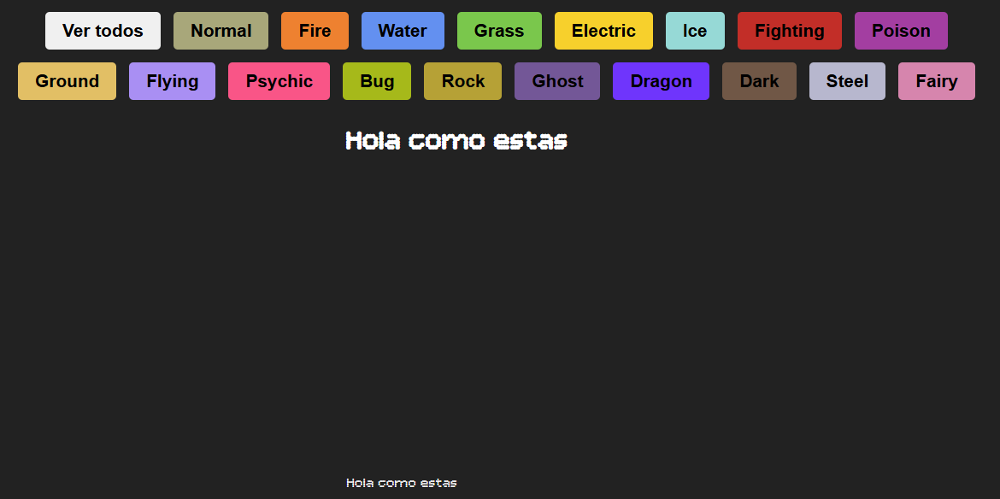 Ver todos Normal Fire Water Grass Electric Ice Fighting Poison
Ground Flying Psychic Bug Rock Ghost Dragon Dark Steel Fairy
Hola como estas
Hola como estas